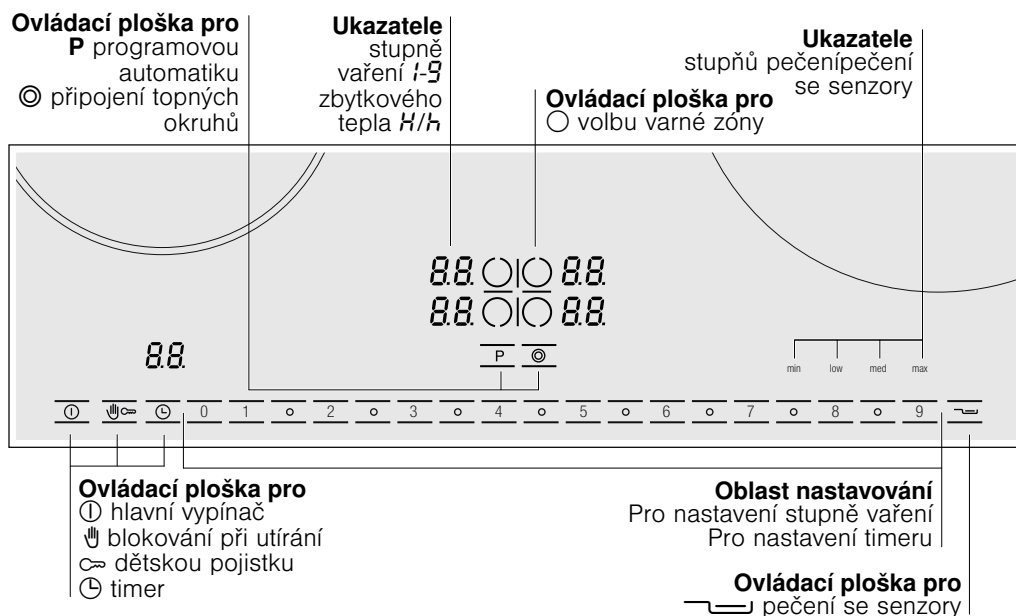 Ovládací ploška pro
P programovou
automatiku
◎ připojení topných
okruhů
Ukazatele
stupně
vaření 1-9
zbytkového
tepla H/h
Ovládací ploška pro
○ volbu varné zóny
Ukazatele
stupňů pečenípečení
se senzory
8.8. 8.8.
8.8. 8.8.
8.8.
P ◎
min low med max
0 1 o 2 o 3 o 4 o 5 o 6 o 7 o 8 o 9
Ovládací ploška pro
hlavní vypínač
blokování při utírání
dětskou pojistku
timer
Oblast nastavování
Pro nastavení stupně vaření
Pro nastavení timeru
Ovládací ploška pro
pečení se senzory